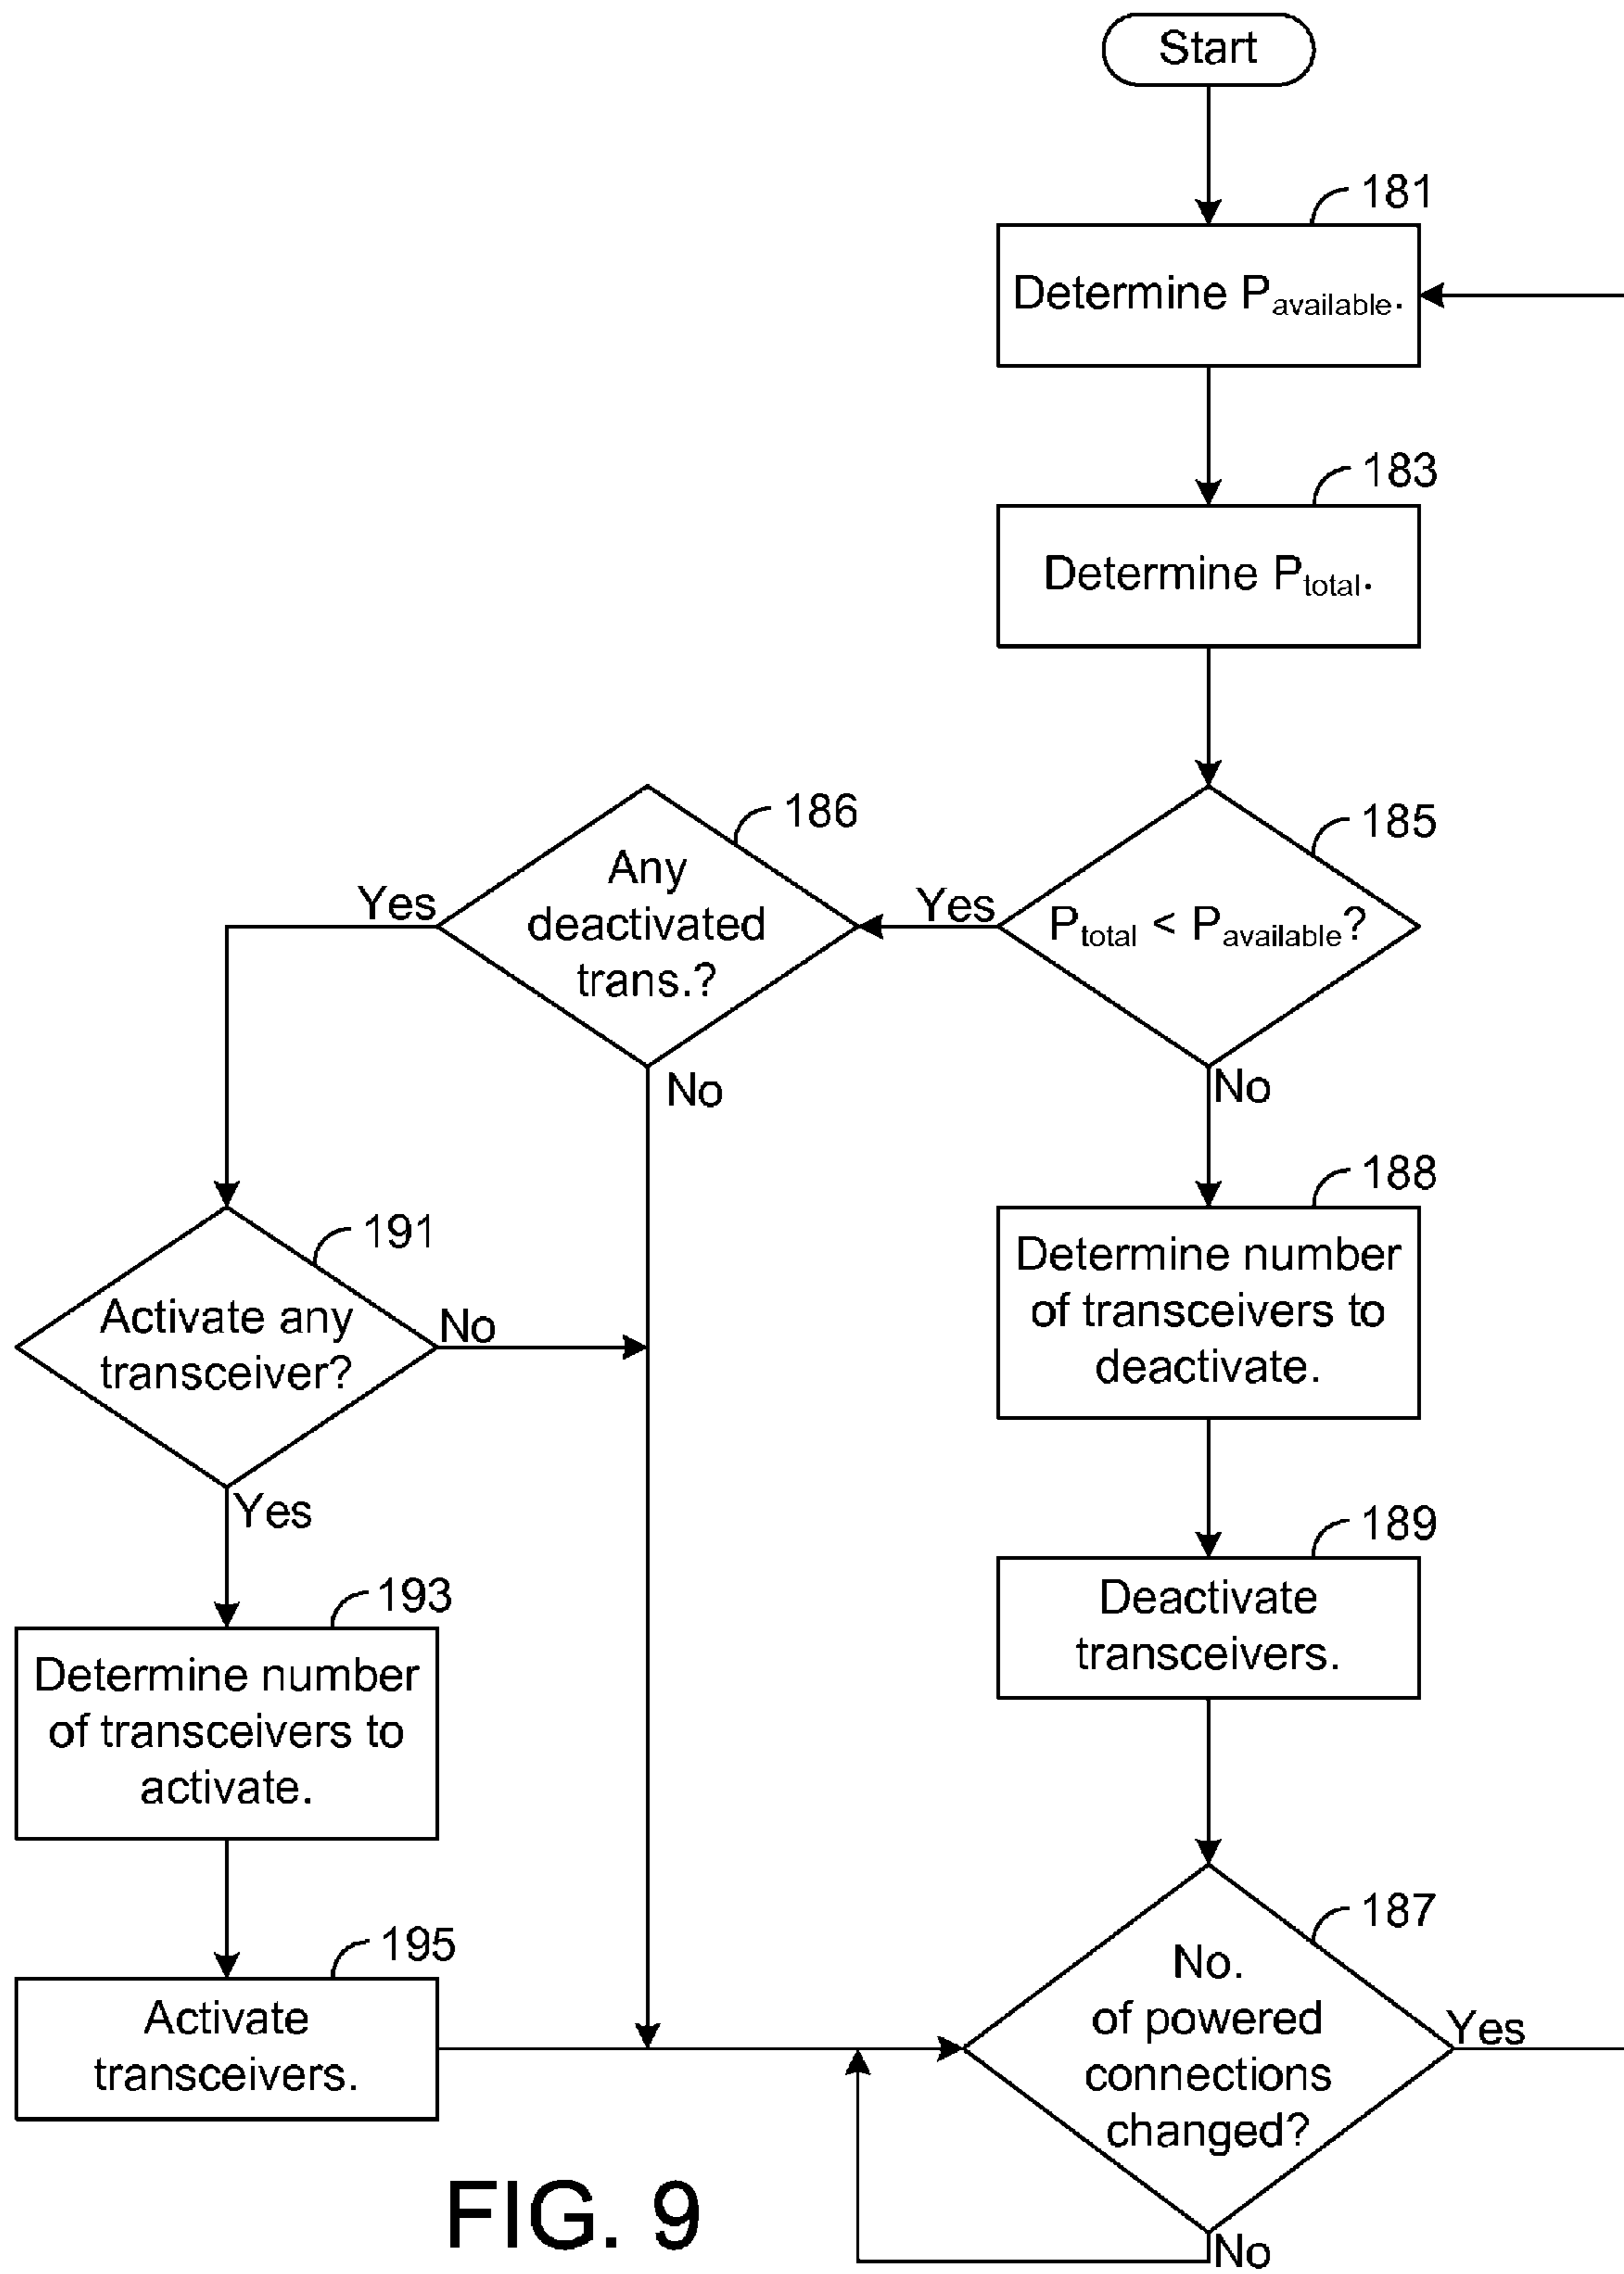 Start
181
Determine Pavailable.
183
Determine Ptotal.
185
Ptotal < Pavailable?
Yes
No
186
Any
deactivated
trans.?
Yes
No
188
Determine number
of transceivers to
deactivate.
191
Activate any
transceiver?
No
Yes
189
Deactivate
transceivers.
193
Determine number
of transceivers to
activate.
195
Activate
transceivers.
187
No.
of powered
connections
changed?
Yes
No
FIG. 9